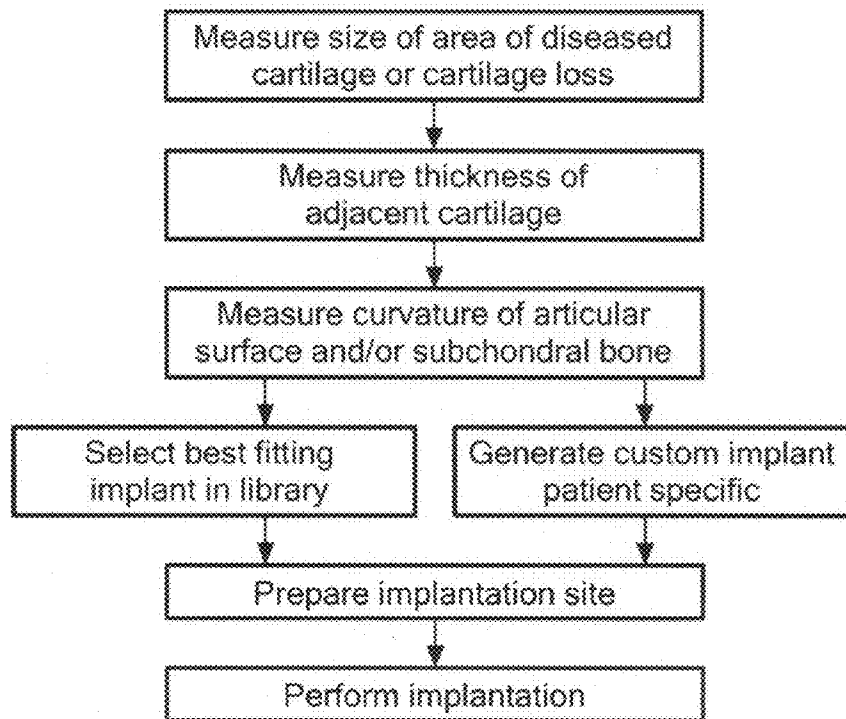 Measure size of area of diseased
cartilage or cartilage loss
Measure thickness of
adjacent cartilage
Measure curvature of articular
surface and/or subchondral bone
Select best fitting
implant in library
Generate custom implant
patient specific
Prepare implantation site
Perform implantation